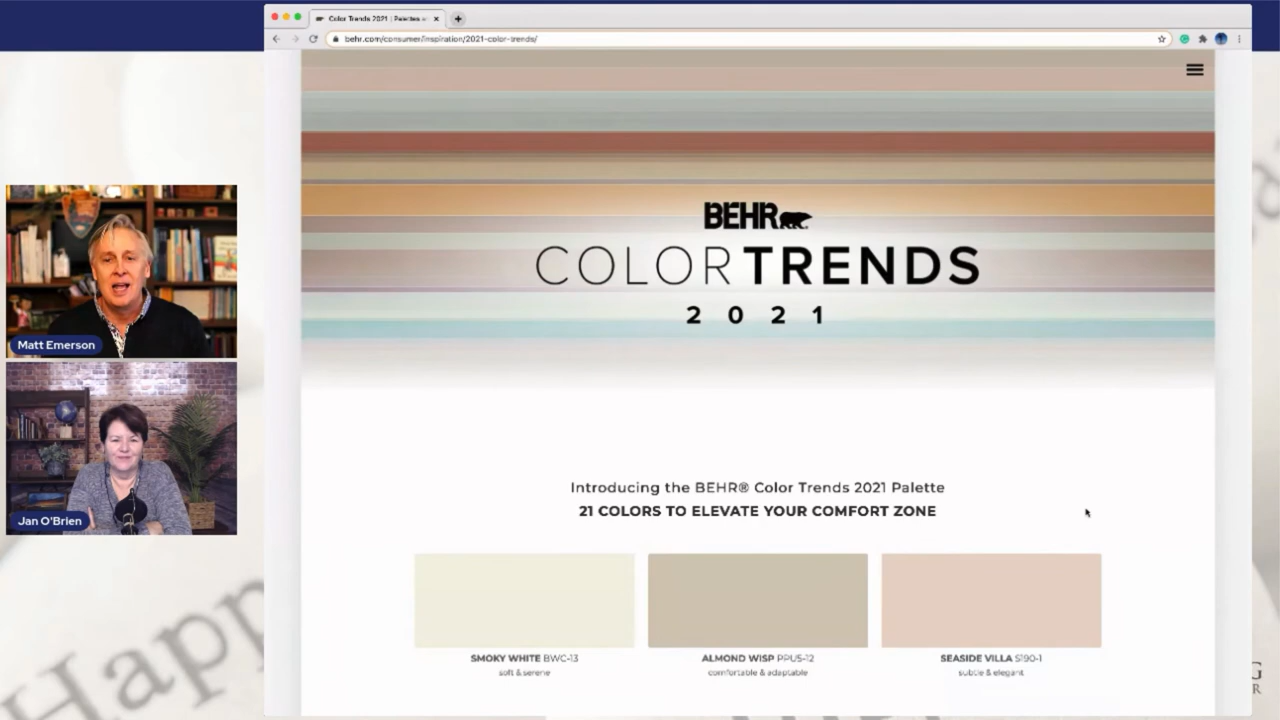 Color Trends 2021 | Palettes
behr.com/consumer/inspiration/2021-color-trends/
BEHR
COLORTRENDS
2 0 2 1
Matt Emerson
Introducing the BEHR® Color Trends 2021 Palette
21 COLORS TO ELEVATE YOUR COMFORT ZONE
Jan O'Brien
SMOKY WHITE BWC-13
soft & serene
ALMOND WISP PPU5-12
comfortable & adaptable
SEASIDE VILLA S190-1
subtle & elegant
Happ
G
R